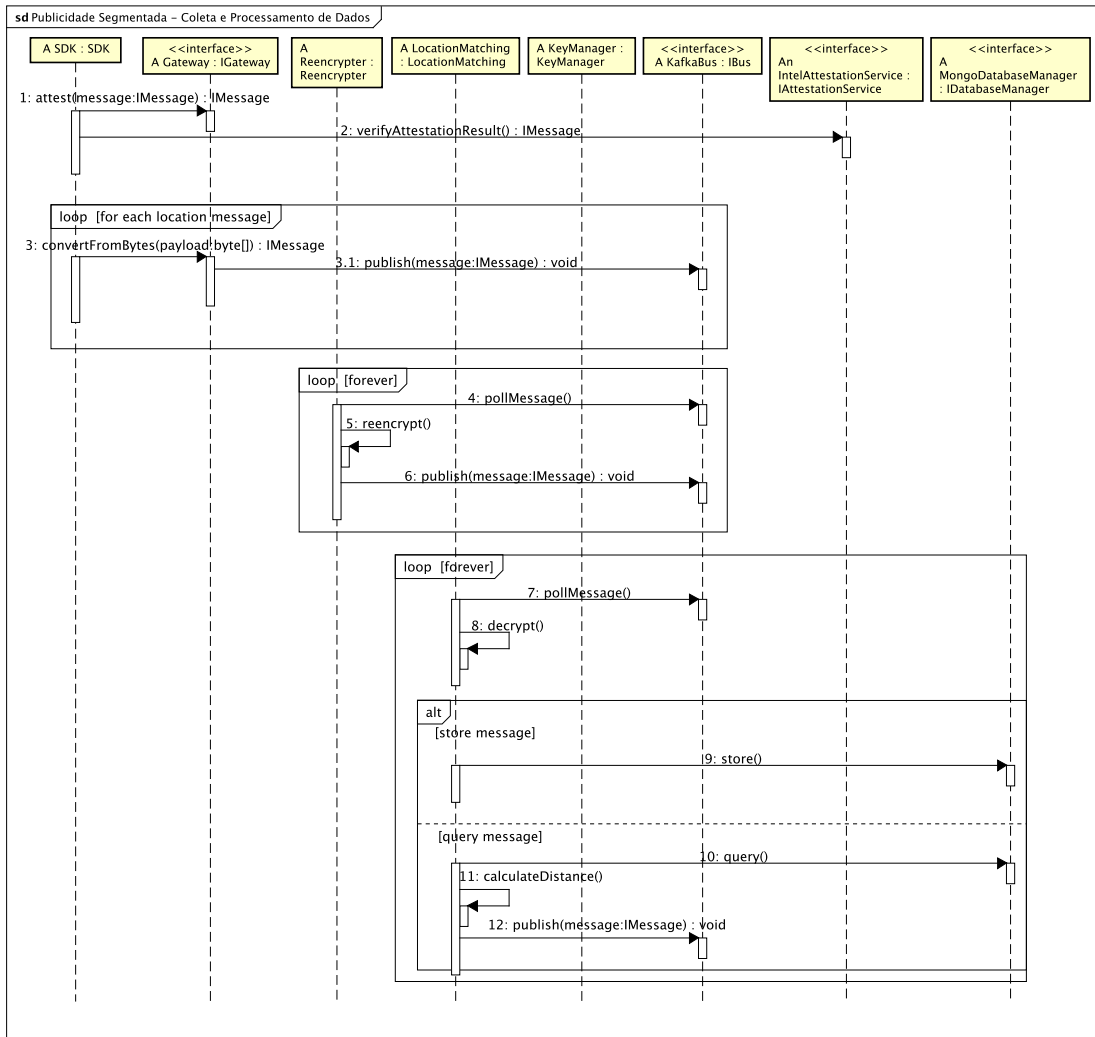 sd Publicidade Segmentada – Coleta e Processamento de Dados
A SDK : SDK
<<interface>>
A Gateway : IGateway
A
Reencrypter :
Reencrypter
A LocationMatching
: LocationMatching
A KeyManager :
KeyManager
<<interface>>
A KafkaBus : IBus
<<interface>>
An
IntelAttestationService :
IAttestationService
<<interface>>
A
MongoDatabaseManager
: IDatabaseManager
1: attest(message:IMessage) : IMessage
2: verifyAttestationResult() : IMessage
loop [for each location message]
3: convertFromBytes(payload:byte[]) : IMessage
3.1: publish(message:IMessage) : void
loop [forever]
4: pollMessage()
5: reencrypt()
6: publish(message:IMessage) : void
loop [forever]
7: pollMessage()
8: decrypt()
alt
[store message]
9: store()
[query message]
10: query()
11: calculateDistance()
12: publish(message:IMessage) : void